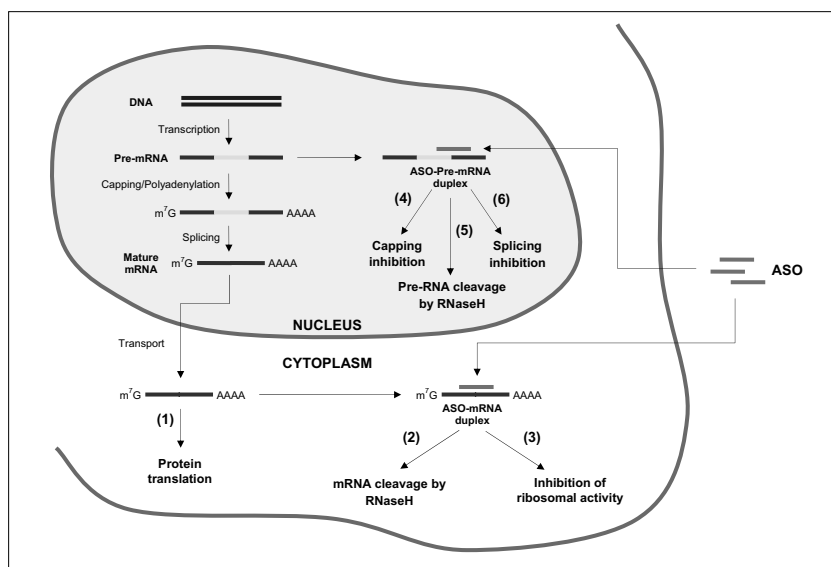 DNA
Transcription
Pre-mRNA
Capping/Polyadenylation
m⁷G
AAAA
Splicing
Mature
mRNA
m⁷G
AAAA
ASO-Pre-mRNA
duplex
(4)
(5)
(6)
Capping
inhibition
Splicing
inhibition
Pre-RNA cleavage
by RNaseH
NUCLEUS
ASO
Transport
CYTOPLASM
m⁷G
AAAA
(1)
Protein
translation
m⁷G
AAAA
ASO-mRNA
duplex
(2)
(3)
mRNA cleavage by
RNaseH
Inhibition of
ribosomal activity